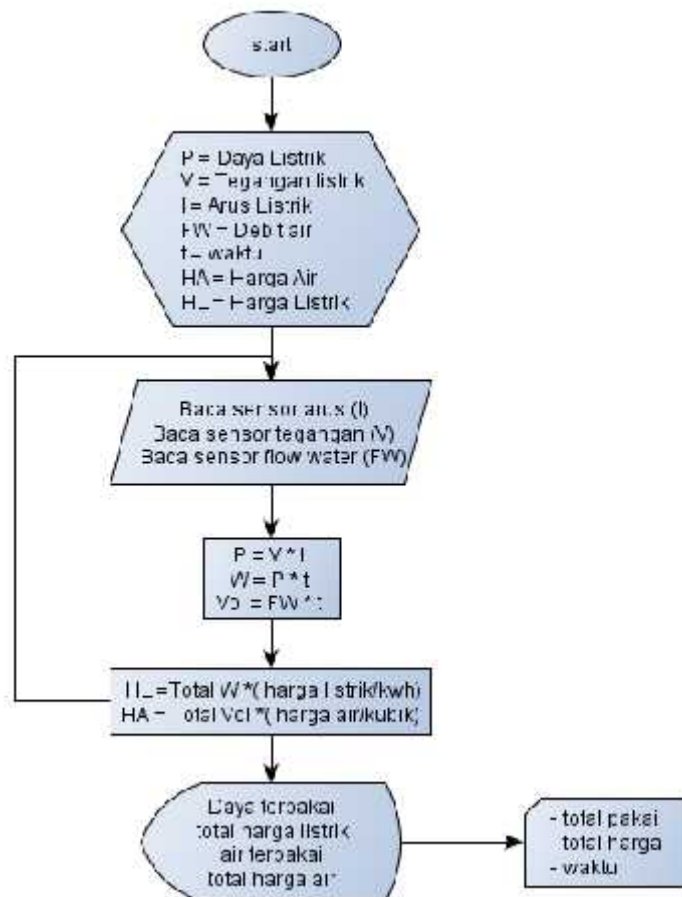 start
P = Daya Listrik
V = Tegangan listrik
I = Arus Listrik
FW = Debit air
t = waktu
HA = Harga Air
HL = Harga Listrik
Baca sensor arus (I)
Baca sensor tegangan (V)
Baca sensor flow water (FW)
P = V * I
W = P * t
Vol = FW * t
HL = Total W *( harga listrik/kwh)
HA = Total Vol *( harga air/kubik)
Daya terpakai
total harga listrik
air terpakai
total harga air
- total pakai
- total harga
- waktu